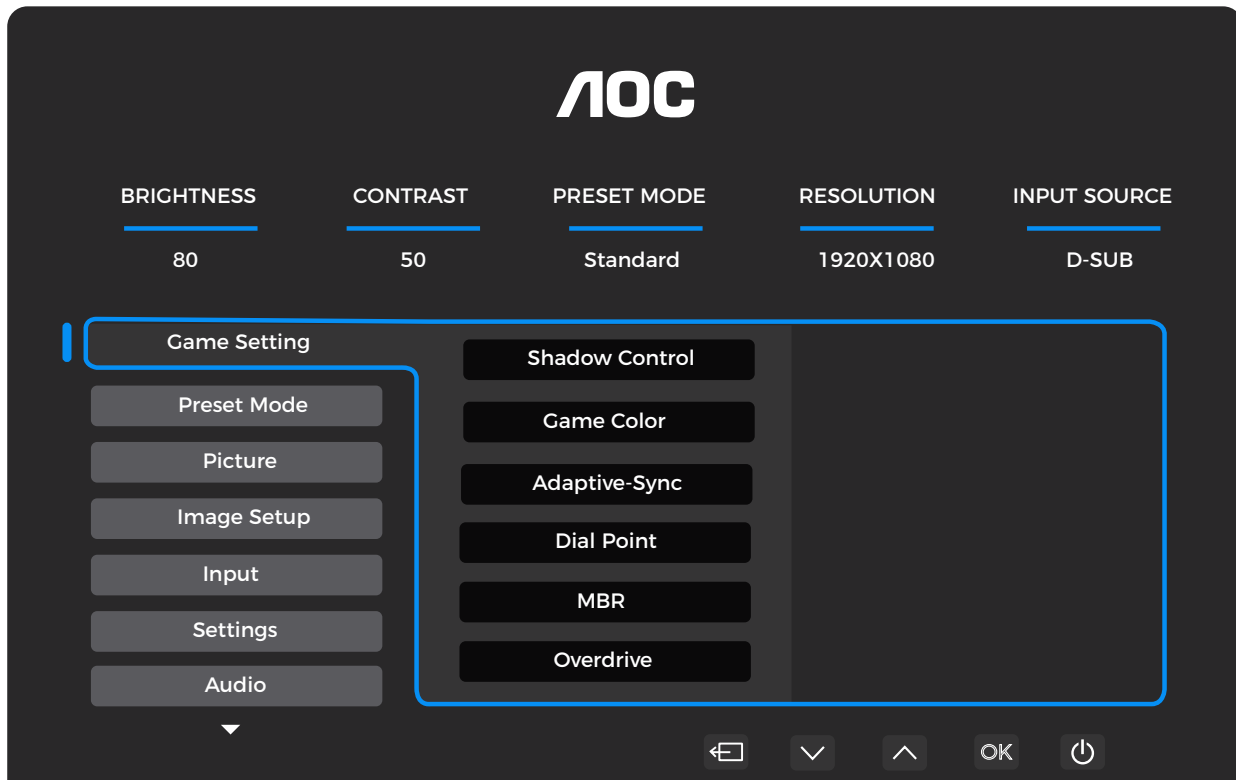 AOC
BRIGHTNESS CONTRAST PRESET MODE RESOLUTION INPUT SOURCE
80 50 Standard 1920X1080 D-SUB
Game Setting
Preset Mode
Picture
Image Setup
Input
Settings
Audio
Shadow Control
Game Color
Adaptive-Sync
Dial Point
MBR
Overdrive
OK